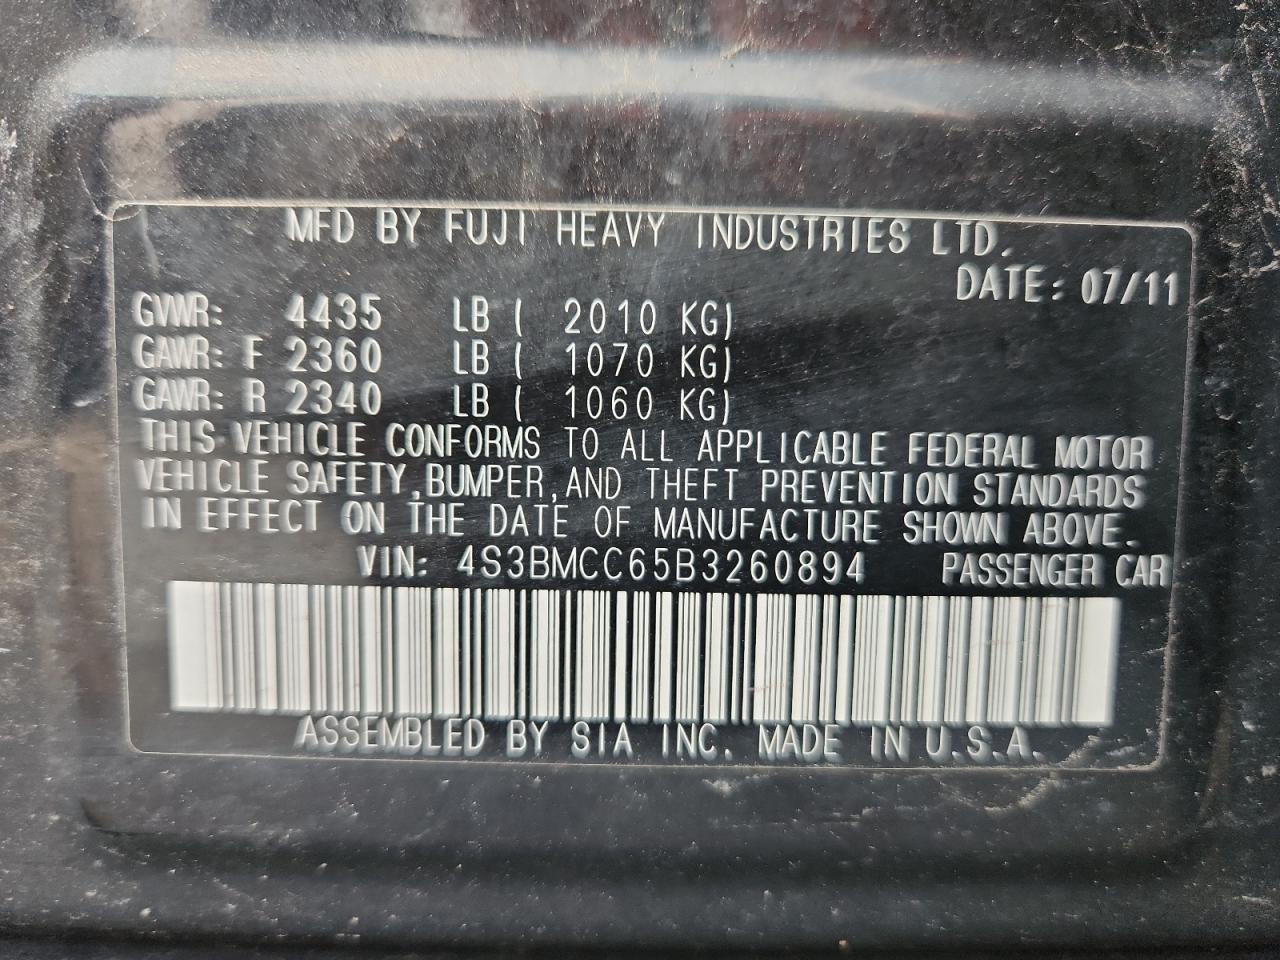 MFD BY FUJI HEAVY INDUSTRIES LTD.
DATE: 07/11
GVWR: 4435 LB ( 2010 KG)
GAWR: F 2360 LB ( 1070 KG)
GAWR: R 2340 LB ( 1060 KG)
THIS VEHICLE CONFORMS TO ALL APPLICABLE FEDERAL MOTOR
VEHICLE SAFETY, BUMPER, AND THEFT PREVENTION STANDARDS
IN EFFECT ON THE DATE OF MANUFACTURE SHOWN ABOVE.
VIN: 4S3BMCC65B3260894 PASSENGER CAR
ASSEMBLED BY SIA INC. MADE IN U.S.A.